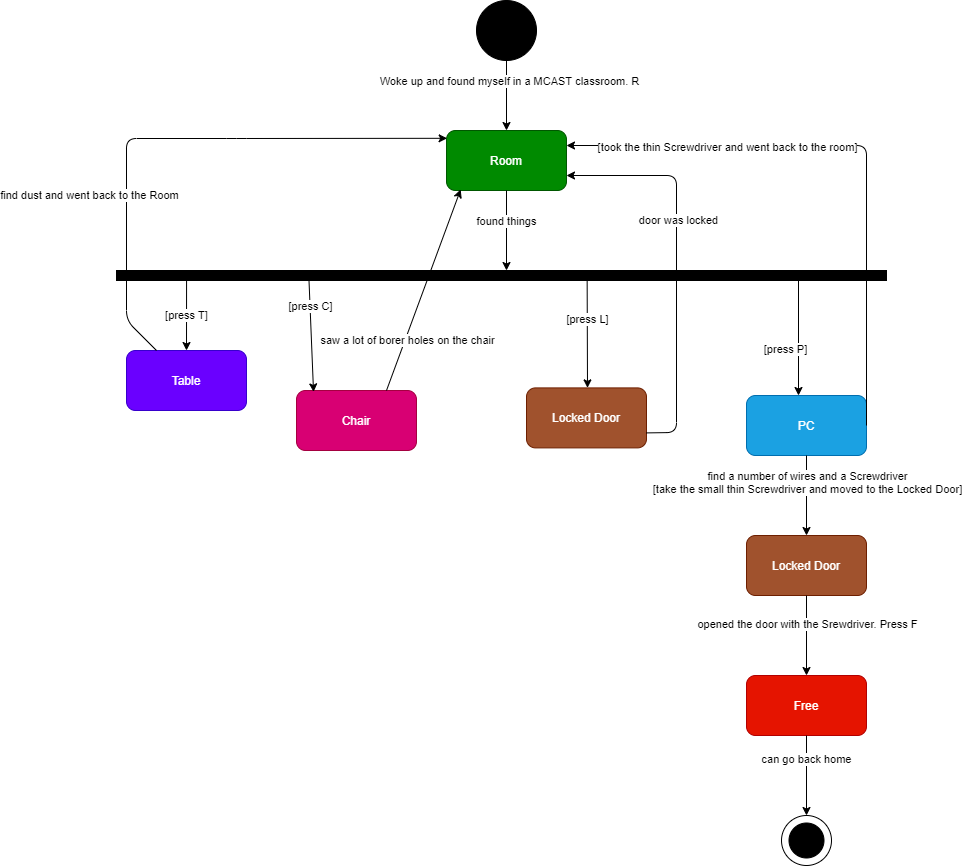 Woke up and found myself in a MCAST classroom. R
Room
[took the thin Screwdriver and went back to the room]
find dust and went back to the Room
found things
door was locked
[press T]
[press C]
[press L]
[press P]
saw a lot of borer holes on the chair
Table
Chair
Locked Door
PC
find a number of wires and a Screwdriver
[take the small thin Screwdriver and moved to the Locked Door]
Locked Door
opened the door with the Srewdriver. Press F
Free
can go back home